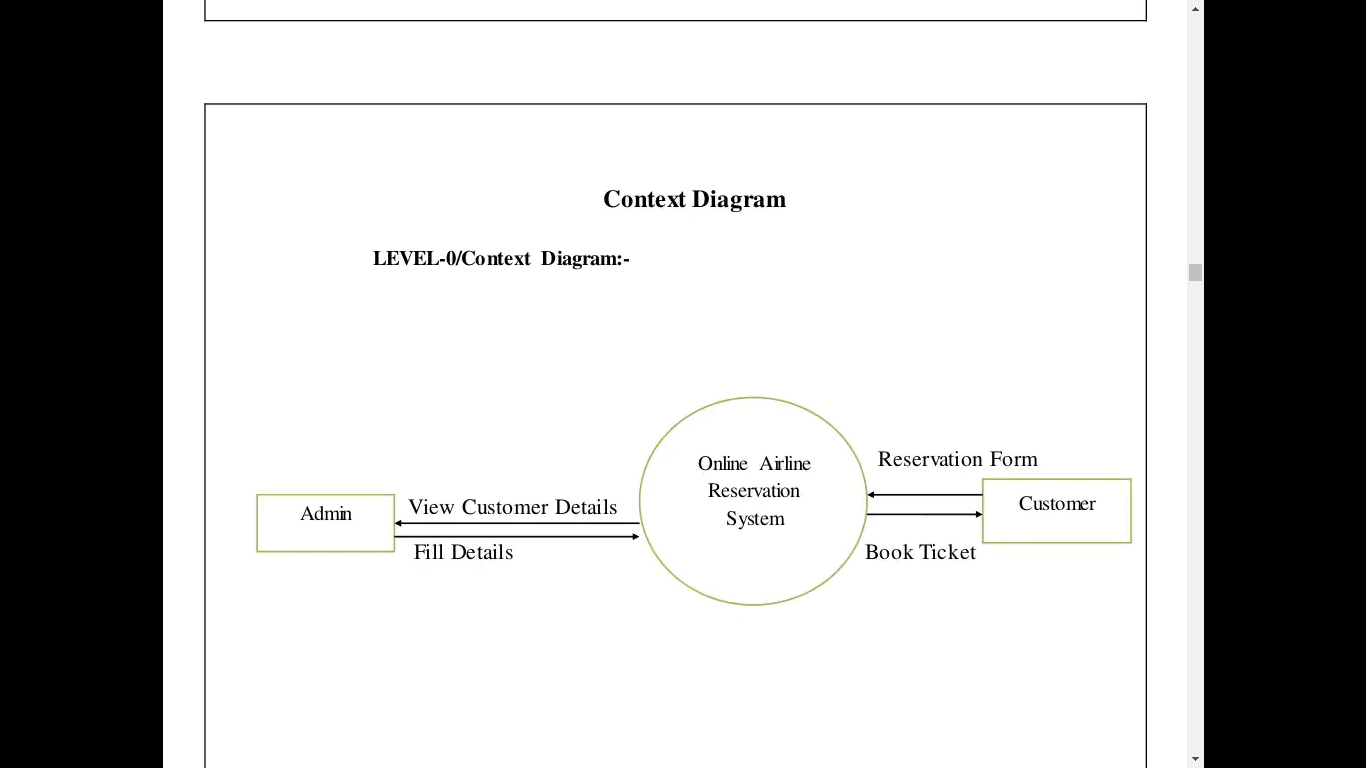 Context Diagram
LEVEL-0/Context Diagram:-
Online Airline
Reservation
System
Reservation Form
Customer
Book Ticket
Admin
View Customer Details
Fill Details